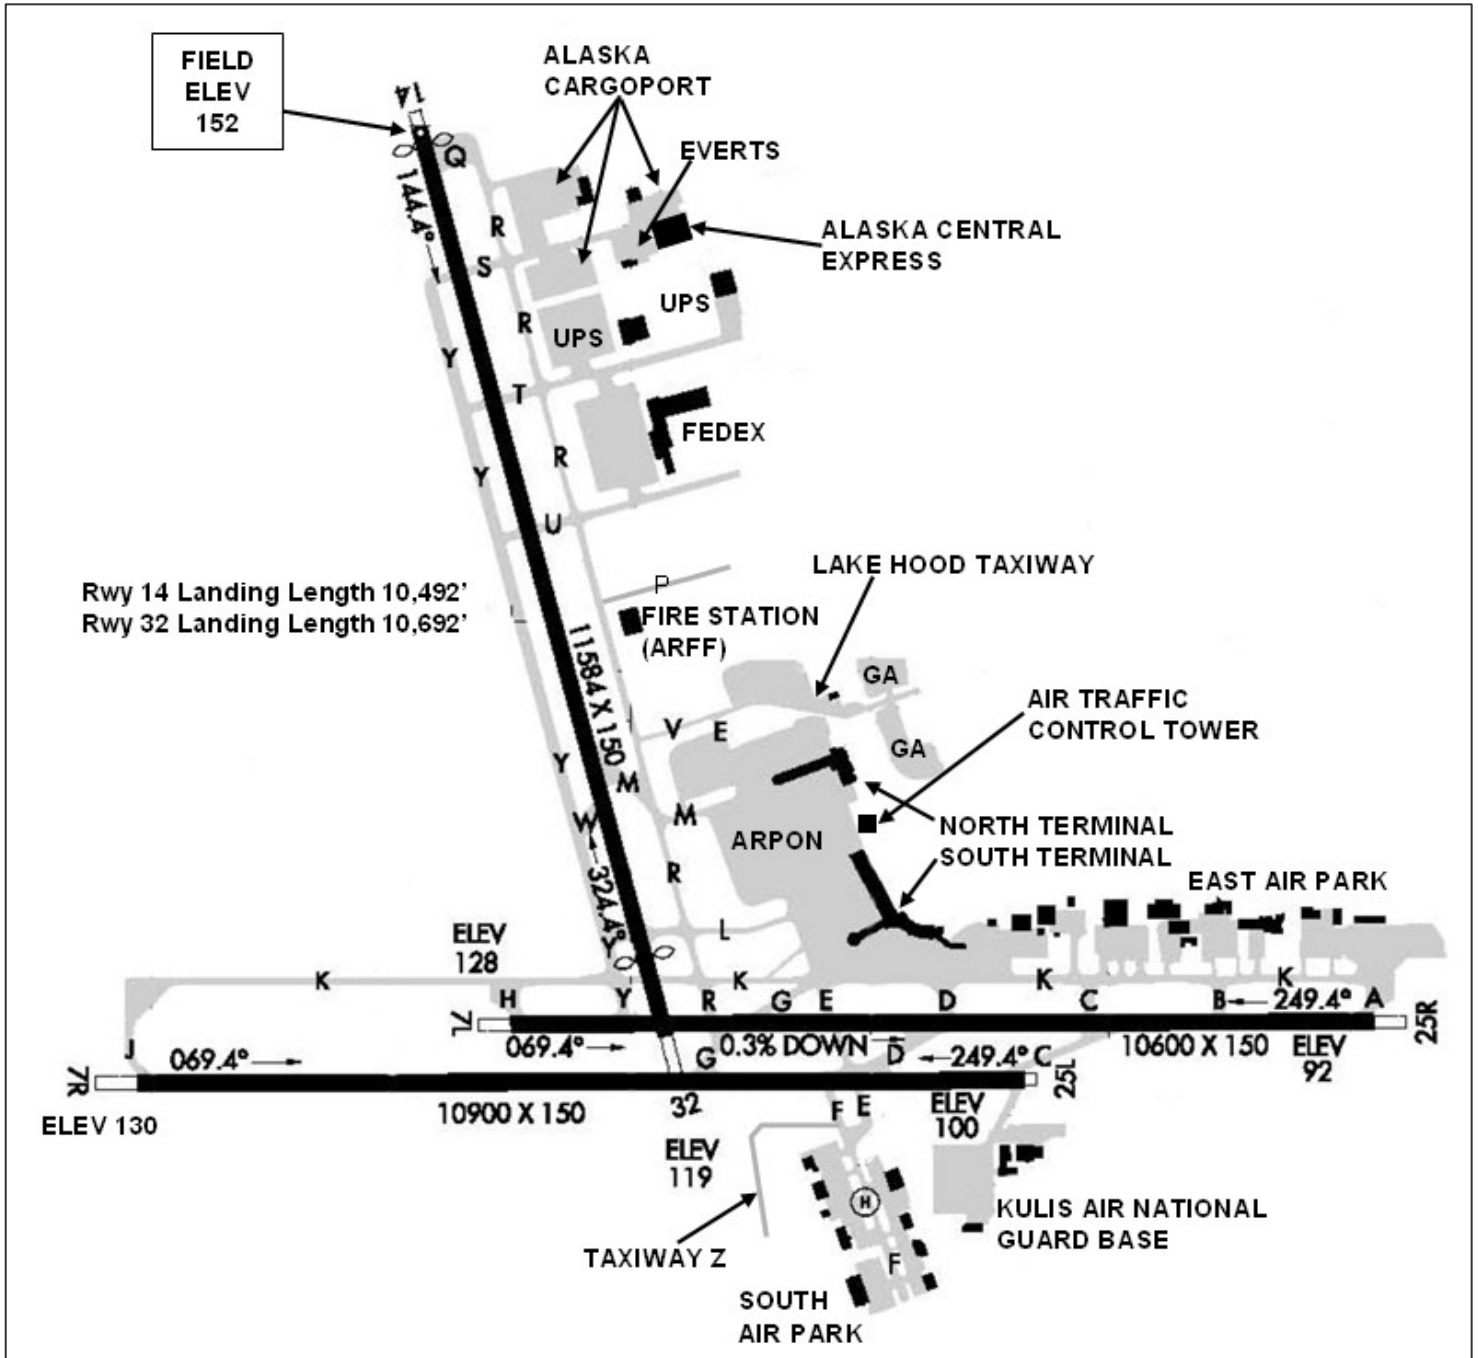 FIELD
ELEV
152
ALASKA
CARGOPORT
14
EVERTS
Q
144.4°
R
ALASKA CENTRAL
EXPRESS
S
UPS
R
UPS
Y
T
FEDEX
R
Y
U
LAKE HOOD TAXIWAY
P
Rwy 14 Landing Length 10,492'
Rwy 32 Landing Length 10,692'
FIRE STATION
(ARFF)
11584 X 150
GA
AIR TRAFFIC
CONTROL TOWER
V E
GA
Y
M
W
M
ARPON
NORTH TERMINAL
SOUTH TERMINAL
324.4°
R
EAST AIR PARK
ELEV
128
Y
L
K
K
K
K
H
Y
R
G
E
D
C
B
249.4°
A
7L
25R
J
069.4°
069.4°
G
0.3% DOWN
D
249.4°
C
10600 X 150
ELEV
92
7R
25L
10900 X 150
32
F
E
ELEV
100
ELEV 130
ELEV
119
H
KULIS AIR NATIONAL
GUARD BASE
TAXIWAY Z
F
SOUTH
AIR PARK